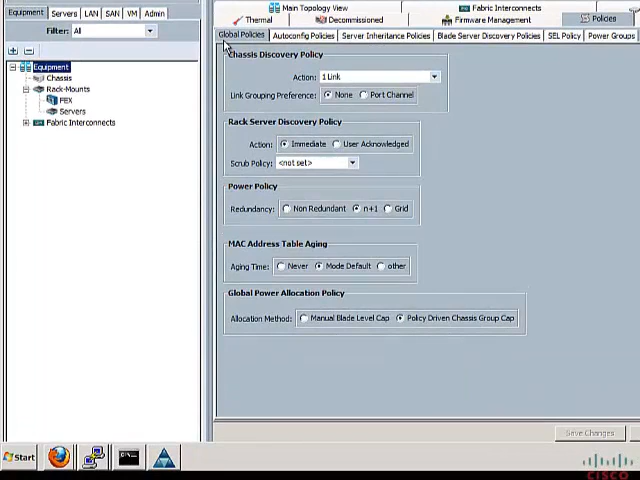 Equipment Servers LAN SAN VM Admin
Filter: All
Equipment
Chassis
Rack-Mounts
FEX
Servers
Fabric Interconnects
Main Topology View Fabric Interconnects
Thermal Decommissioned Firmware Management Policies
Global Policies Autoconfig Policies Server Inheritance Policies Blade Server Discovery Policies SEL Policy Power Groups
Chassis Discovery Policy
Action: 1 Link
Link Grouping Preference: None Port Channel
Rack Server Discovery Policy
Action: Immediate User Acknowledged
Scrub Policy: <not set>
Power Policy
Redundancy: Non Redundant n+1 Grid
MAC Address Table Aging
Aging Time: Never Mode Default other
Global Power Allocation Policy
Allocation Method: Manual Blade Level Cap Policy Driven Chassis Group Cap
Save Changes
Start
CISCO